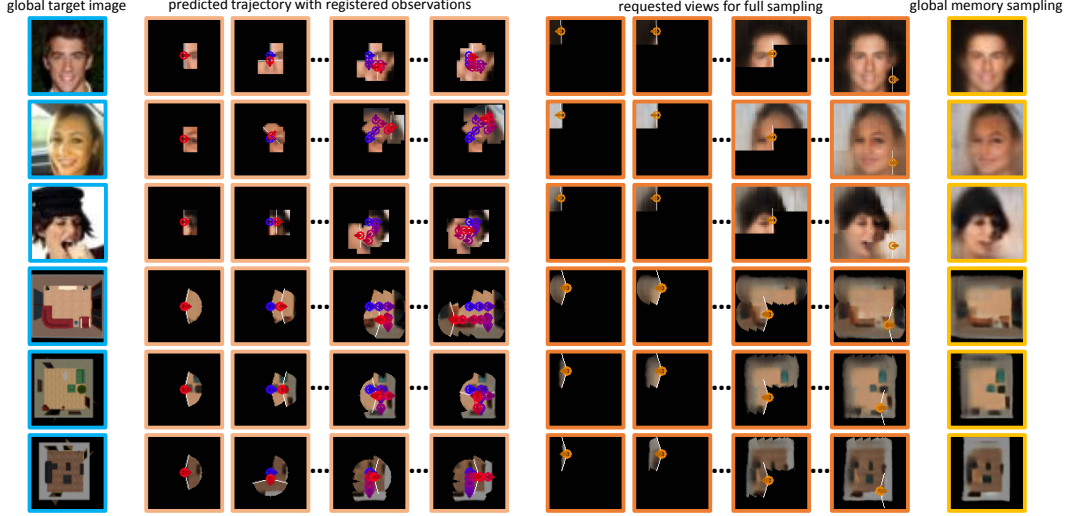 global target image
predicted trajectory with registered observations
requested views for full sampling
global memory sampling